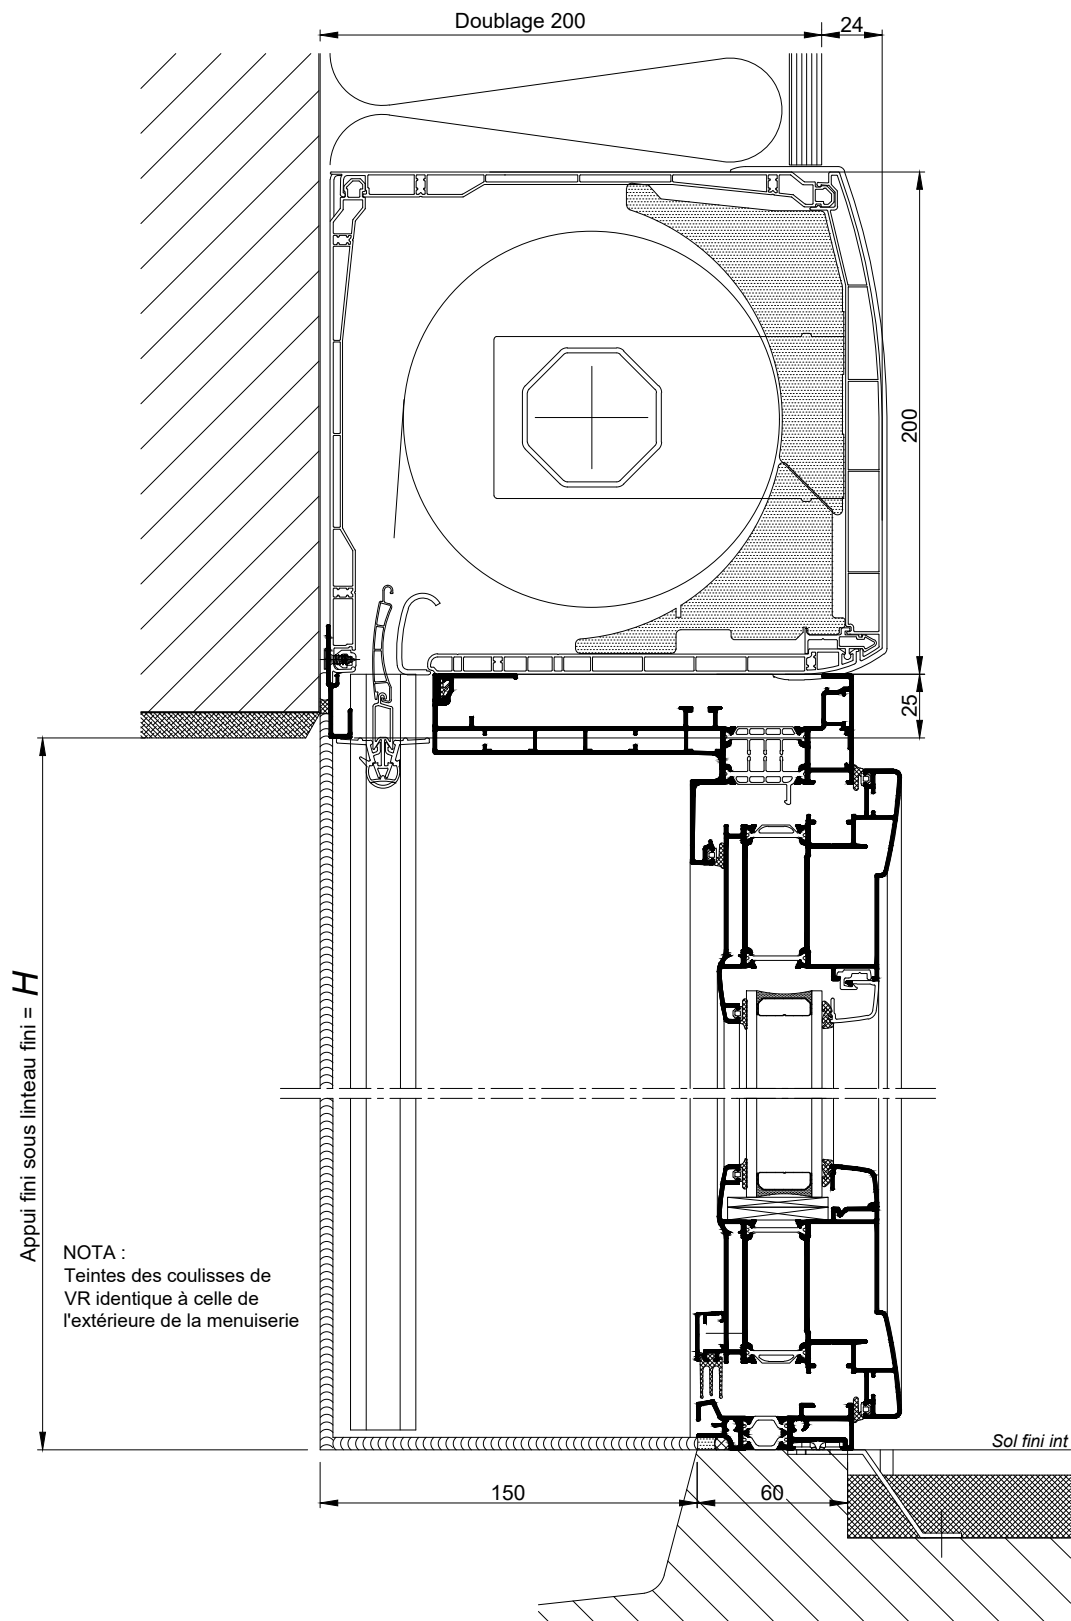 Doublage 200
24
200
25
Appui fini sous linteau fini = H
NOTA :
Teintes des coulisses de
VR identique à celle de
l'extérieure de la menuiserie
Sol fini int
150
60